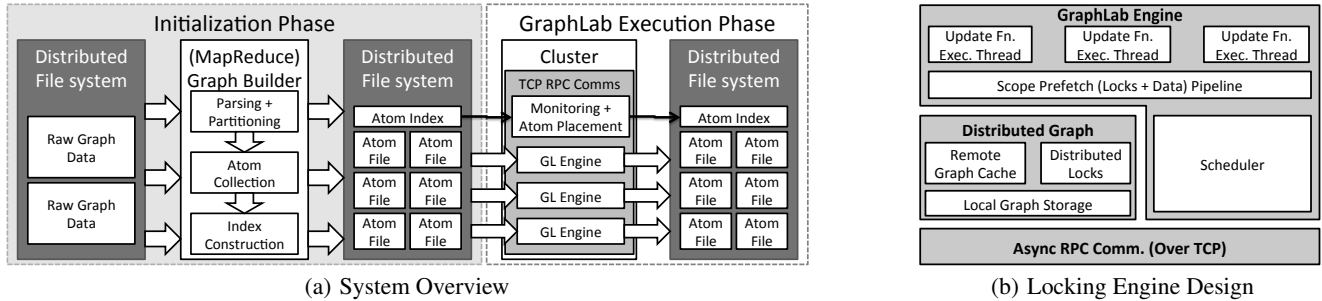 Initialization Phase
GraphLab Execution Phase
Distributed
File system
Raw Graph
Data
Raw Graph
Data
(MapReduce)
Graph Builder
Parsing +
Partitioning
Atom
Collection
Index
Construction
Distributed
File system
Atom Index
Atom
File
Atom
File
Atom
File
Atom
File
Atom
File
Atom
File
Cluster
TCP RPC Comms
Monitoring +
Atom Placement
GL Engine
GL Engine
GL Engine
Distributed
File system
Atom Index
Atom
File
Atom
File
Atom
File
Atom
File
Atom
File
Atom
File
(a) System Overview
GraphLab Engine
Update Fn.
Exec. Thread
Update Fn.
Exec. Thread
Update Fn.
Exec. Thread
Scope Prefetch (Locks + Data) Pipeline
Distributed Graph
Remote
Graph Cache
Distributed
Locks
Local Graph Storage
Scheduler
Async RPC Comm. (Over TCP)
(b) Locking Engine Design